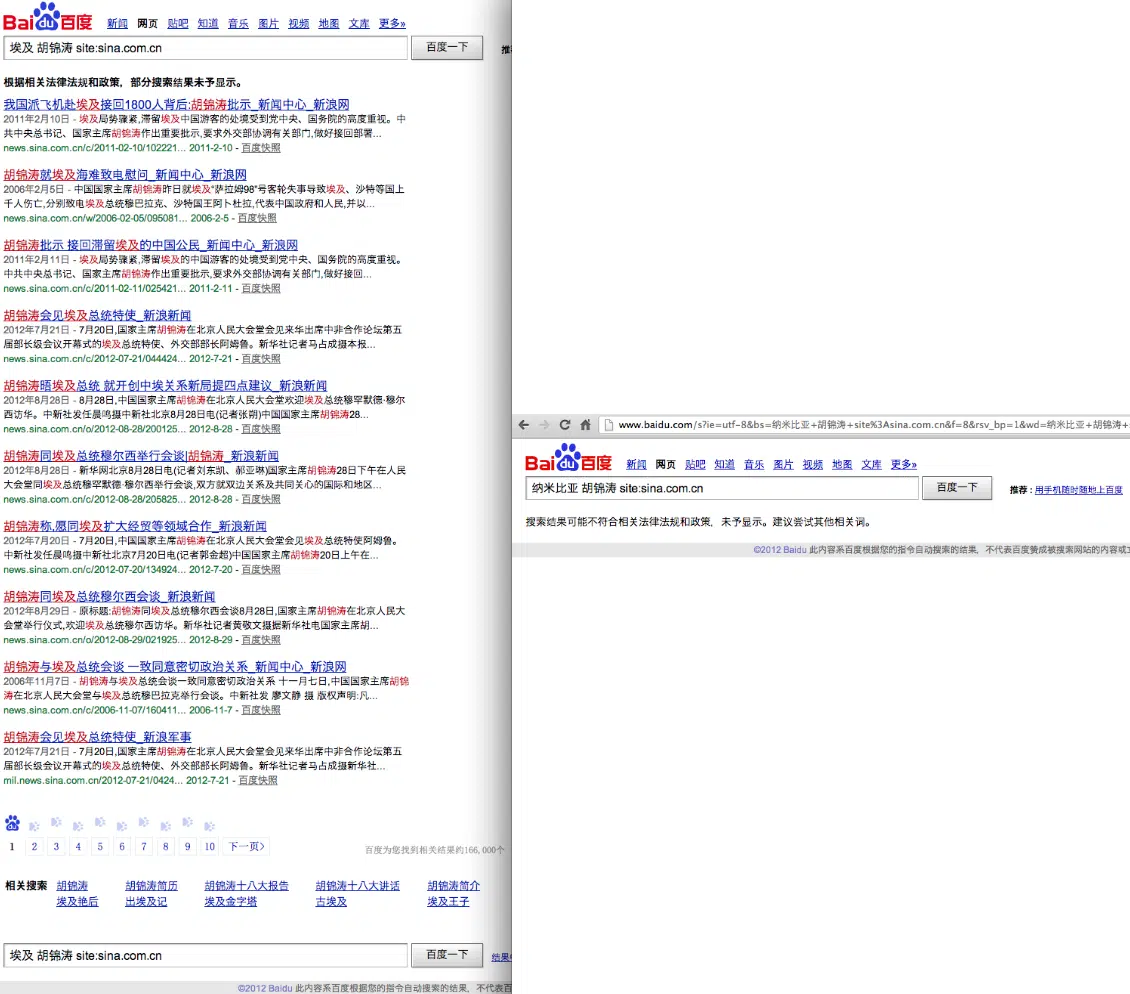 Bai du 百度 新闻 网页 贴吧 知道 音乐 图片 视频 地图 文库 更多»
埃及 胡锦涛 site:sina.com.cn 百度一下 推
根据相关法律法规和政策，部分搜索结果未予显示。
我国派飞机赴埃及接回1800人背后:胡锦涛批示_新闻中心_新浪网
2011年2月10日 - 埃及局势骤紧,滞留埃及中国游客的处境受到党中央、国务院的高度重视。中
共中央总书记、国家主席胡锦涛作出重要批示,要求外交部协调有关部门,做好接回部署...
news.sina.com.cn/c/2011-02-10/102221... 2011-2-10 - 百度快照
胡锦涛就埃及海难致电慰问_新闻中心_新浪网
2006年2月5日 - 中国国家主席胡锦涛昨日就埃及“萨拉姆98”号客轮失事导致埃及、沙特等国上
千人伤亡,分别致电埃及总统穆巴拉克、沙特国王阿卜杜拉,代表中国政府和人民,并以...
news.sina.com.cn/w/2006-02-05/095081... 2006-2-5 - 百度快照
胡锦涛批示 接回滞留埃及的中国公民_新闻中心_新浪网
2011年2月11日 - 埃及局势骤紧,滞留埃及的中国游客的处境受到党中央、国务院的高度重视。
中共中央总书记、国家主席胡锦涛作出重要批示,要求外交部协调有关部门,做好接回...
news.sina.com.cn/c/2011-02-11/025421... 2011-2-11 - 百度快照
胡锦涛会见埃及总统特使_新浪新闻
2012年7月21日 - 7月20日,国家主席胡锦涛在北京人民大会堂会见来华出席中非合作论坛第五
届部长级会议开幕式的埃及总统特使、外交部部长阿姆鲁。新华社记者马占成摄本报...
news.sina.com.cn/c/2012-07-21/044424... 2012-7-21 - 百度快照
胡锦涛晤埃及总统 就开创中埃关系新局提四点建议_新浪新闻
2012年8月28日 - 8月28日,中国国家主席胡锦涛在北京人民大会堂欢迎埃及总统穆罕默德·穆尔
西访华。中新社发任晨鸣摄中新社北京8月28日电(记者张朔)中国国家主席胡锦涛28...
news.sina.com.cn/c/2012-08-28/200125... 2012-8-28 - 百度快照
胡锦涛同埃及总统穆尔西举行会谈|胡锦涛_新浪新闻
2012年8月28日 - 新华网北京8月28日电(记者刘东凯、郝亚琳)国家主席胡锦涛28日下午在人民
大会堂同埃及总统穆罕默德·穆尔西举行会谈,双方就双边关系及共同关心的国际和地区...
news.sina.com.cn/c/2012-08-28/205825... 2012-8-28 - 百度快照
胡锦涛称,愿同埃及扩大经贸等领域合作_新浪新闻
2012年7月20日 - 7月20日,中国国家主席胡锦涛在北京人民大会堂会见埃及总统特使阿姆鲁。
中新社发任晨鸣摄中新社北京7月20日电(记者郭金超)中国国家主席胡锦涛20日上午在...
news.sina.com.cn/c/2012-07-20/134924... 2012-7-20 - 百度快照
胡锦涛同埃及总统穆尔西会谈_新浪新闻
2012年8月29日 - 原标题:胡锦涛同埃及总统穆尔西会谈8月28日,国家主席胡锦涛在北京人民大
会堂举行仪式,欢迎埃及总统穆尔西访华。新华社记者黄敬文摄据新华社电国家主席胡...
news.sina.com.cn/o/2012-08-29/021925... 2012-8-29 - 百度快照
胡锦涛与埃及总统会谈 一致同意密切政治关系_新闻中心_新浪网
2006年11月7日 - 胡锦涛与埃及总统会谈一致同意密切政治关系 十一月七日,中国国家主席胡锦
涛在北京人民大会堂与埃及总统穆巴拉克举行会谈。中新社发 廖文静 摄 版权声明:凡...
news.sina.com.cn/c/2006-11-07/160411... 2006-11-7 - 百度快照
胡锦涛会见埃及总统特使_新浪军事
2012年7月21日 - 7月20日,国家主席胡锦涛在北京人民大会堂会见来华出席中非合作论坛第五
届部长级会议开幕式的埃及总统特使、外交部部长阿姆鲁。新华社记者马占成摄新华社...
mil.news.sina.com.cn/2012-07-21/0424... 2012-7-21 - 百度快照
1 2 3 4 5 6 7 8 9 10 下一页>
百度为您找到相关结果约166,000个
相关搜索 胡锦涛 胡锦涛简历 胡锦涛十八大报告 胡锦涛十八大讲话 胡锦涛简介
埃及艳后 出埃及记 埃及金字塔 古埃及 埃及王子
埃及 胡锦涛 site:sina.com.cn 百度一下 结果
©2012 Baidu 此内容系百度根据您的指令自动搜索的结果，不代表百
www.baidu.com/s?ie=utf-8&bs=纳米比亚+胡锦涛+site%3Asina.com.cn&f=8&rsv_bp=1&wd=纳米比亚+胡锦涛+s
Bai du 百度 新闻 网页 贴吧 知道 音乐 图片 视频 地图 文库 更多»
纳米比亚 胡锦涛 site:sina.com.cn 百度一下 推荐：用手机随时随地上百度
搜索结果可能不符合相关法律法规和政策，未予显示。建议尝试其他相关词。
©2012 Baidu 此内容系百度根据您的指令自动搜索的结果，不代表百度赞成被搜索网站的内容或